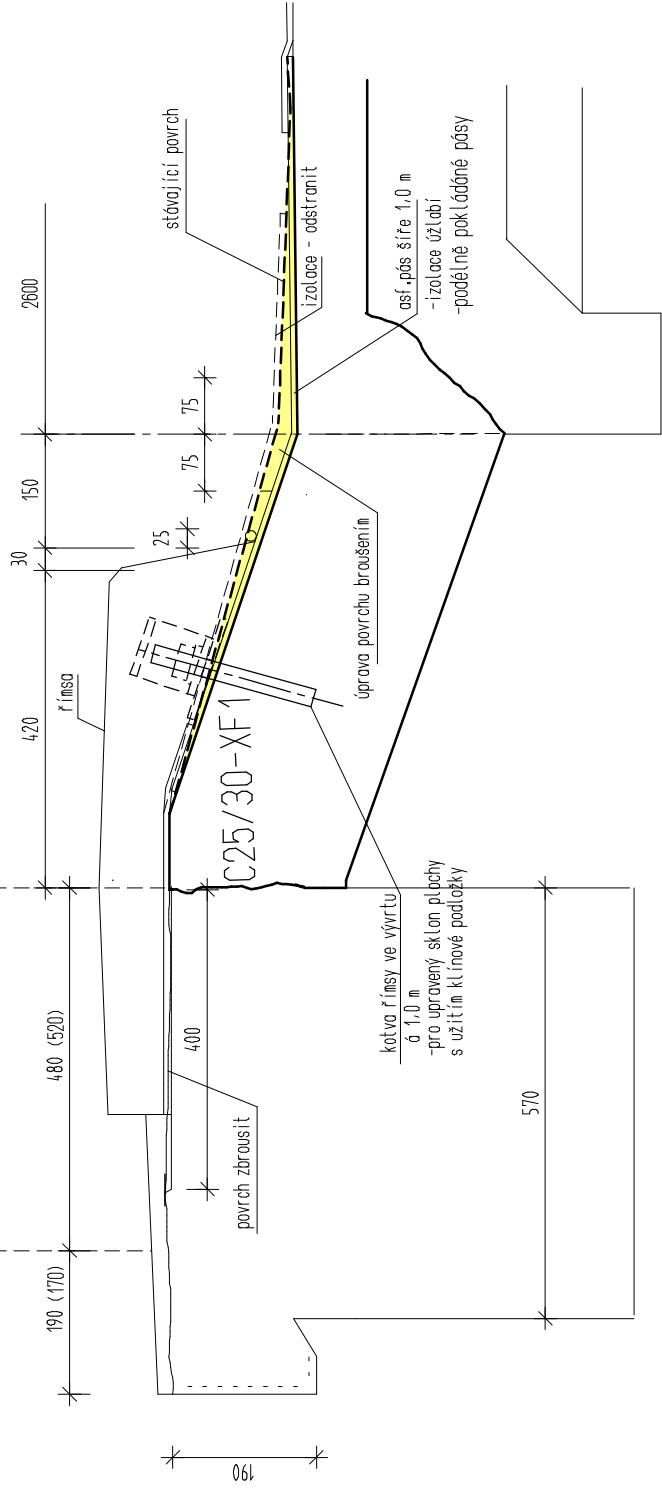 190 (170)
480 (520)
420
30
150
2600
římsa
25
75
75
stávající povrch
izolace - odstranit
asf.pás šíře 1,0 m
-izolace úžlabí
-podélně pokládáné pásy
úprava povrchu broušením
C25/30-XF1
kotva římsy ve vývrtu
á 1,0 m
-pro upravený sklon plochy
s užitím klínové podložky
400
povrch zbrousit
570
190